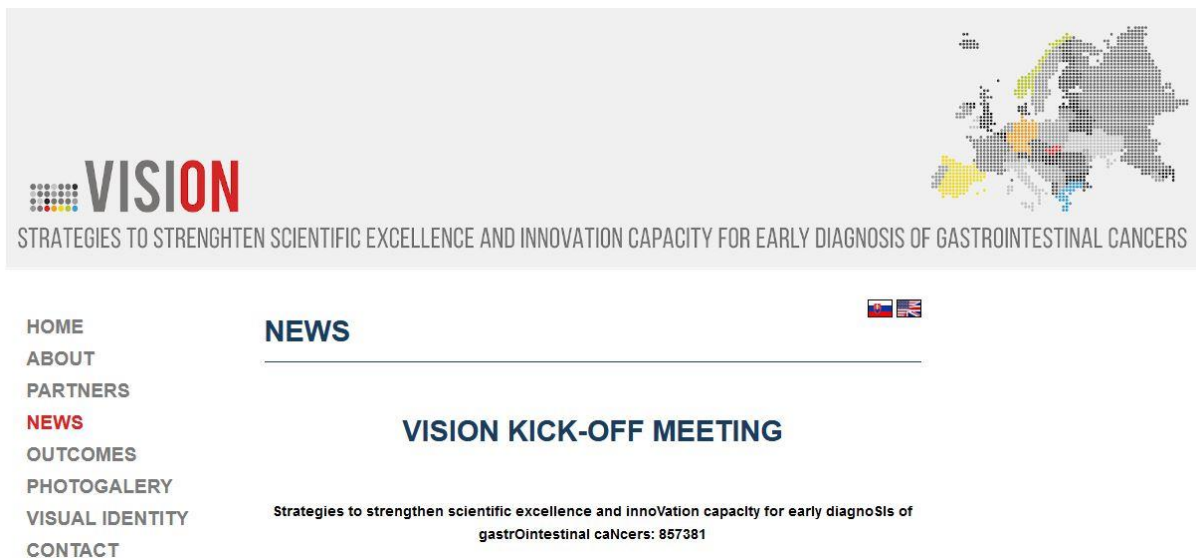 VISION
STRATEGIES TO STRENGHTEN SCIENTIFIC EXCELLENCE AND INNOVATION CAPACITY FOR EARLY DIAGNOSIS OF GASTROINTESTINAL CANCERS
HOME
ABOUT
PARTNERS
NEWS
OUTCOMES
PHOTOGALERY
VISUAL IDENTITY
CONTACT
NEWS
VISION KICK-OFF MEETING
Strategies to strengthen scientific excellence and innoVation capacIty for early diagnoSIs of
gastrOintestinal caNcers: 857381